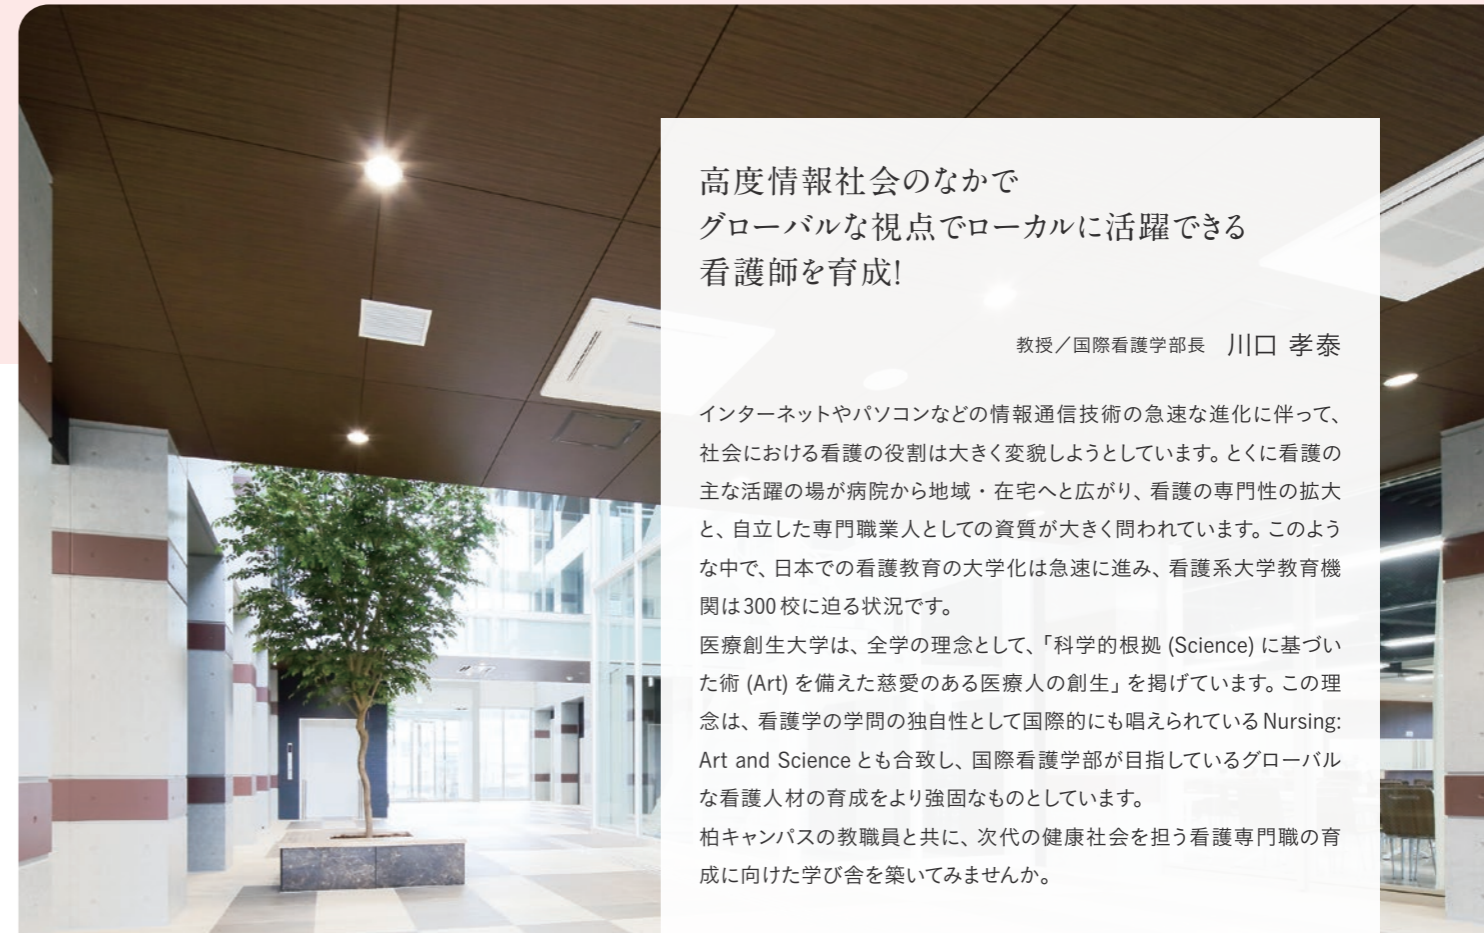 高度情報社会のなかで
グローバルな視点でローカルに活躍できる
看護師を育成!
教授／国際看護学部長　川口 孝泰
インターネットやパソコンなどの情報通信技術の急速な進化に伴って、
社会における看護の役割は大きく変貌しようとしています。とくに看護の
主な活躍の場が病院から地域・在宅へと広がり、看護の専門性の拡大
と、自立した専門職業人としての資質が大きく問われています。このよう
な中で、日本での看護教育の大学化は急速に進み、看護系大学教育機
関は300校に迫る状況です。
医療創生大学は、全学の理念として、「科学的根拠 (Science) に基づい
た術 (Art) を備えた慈愛のある医療人の創生」を掲げています。この理
念は、看護学の学問の独自性として国際的にも唱えられているNursing:
Art and Scienceとも合致し、国際看護学部が目指しているグローバル
な看護人材の育成をより強固なものとしています。
柏キャンパスの教職員と共に、次代の健康社会を担う看護専門職の育
成に向けた学び舎を築いてみませんか。